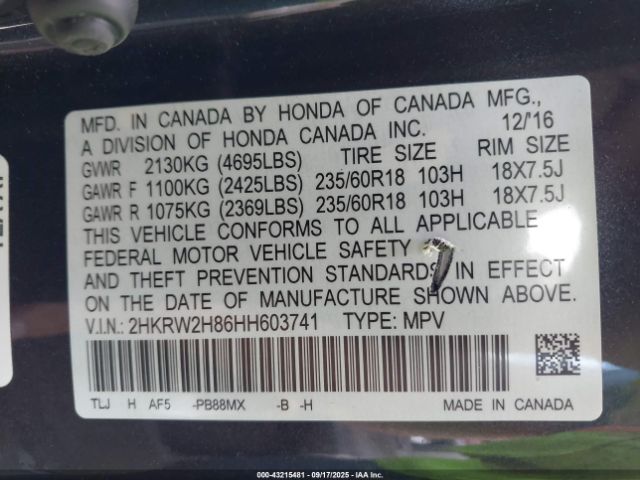 MFD. IN CANADA BY HONDA OF CANADA MFG.,
A DIVISION OF HONDA CANADA INC. 12/'16
GVWR 2130KG (4695LBS) TIRE SIZE RIM SIZE
GAWR F 1100KG (2425LBS) 235/60R18 103H 18X7.5J
GAWR R 1075KG (2369LBS) 235/60R18 103H 18X7.5J
THIS VEHICLE CONFORMS TO ALL APPLICABLE
FEDERAL MOTOR VEHICLE SAFETY
AND THEFT PREVENTION STANDARDS IN EFFECT
ON THE DATE OF MANUFACTURE SHOWN ABOVE.
V.I.N.: 2HKRW2H86HH603741 TYPE: MPV
TLJ H AF5 -PB88MX -B -H MADE IN CANADA
000-43215481 - 09/17/2025 - IAA Inc.